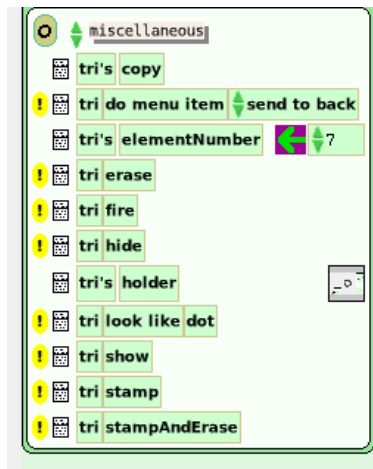 miscellaneous
tri's copy
! tri do menu item send to back
tri's elementNumber 7
! tri erase
! tri fire
! tri hide
tri's holder
! tri look like dot
! tri show
! tri stamp
! tri stampAndErase